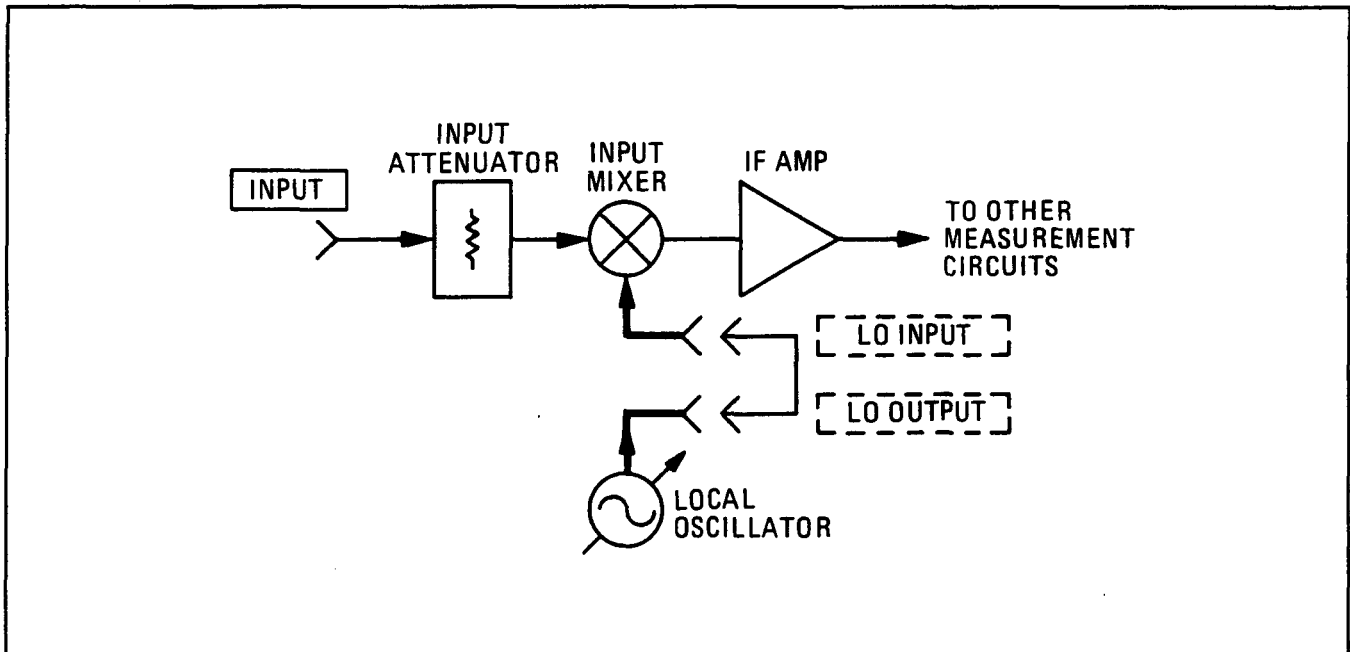 INPUT
INPUT
ATTENUATOR
INPUT
MIXER
IF AMP
TO OTHER
MEASUREMENT
CIRCUITS
LO INPUT
LO OUTPUT
LOCAL
OSCILLATOR